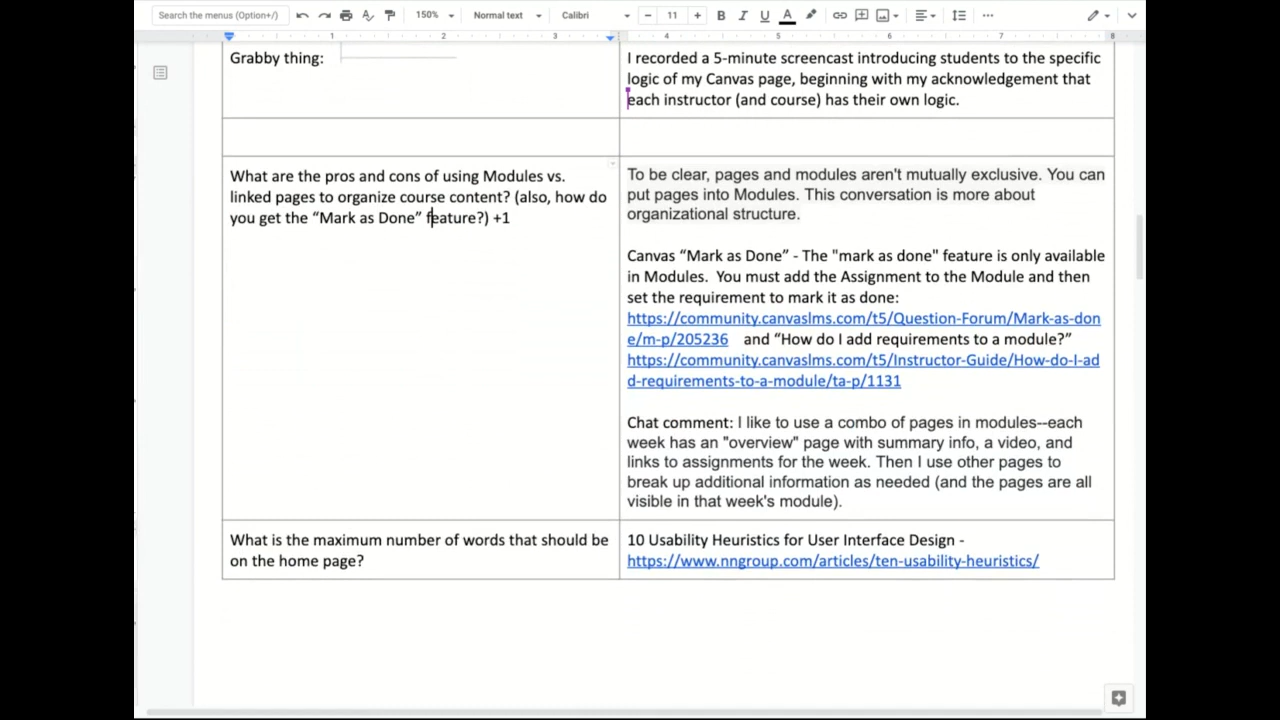 Search the menus (Option+/)
150%
Normal text
Calibri
11
1
2
3
4
5
6
7
8
Grabby thing:
I recorded a 5-minute screencast introducing students to the specific
logic of my Canvas page, beginning with my acknowledgement that
each instructor (and course) has their own logic.
What are the pros and cons of using Modules vs.
linked pages to organize course content? (also, how do
you get the “Mark as Done” feature?) +1
To be clear, pages and modules aren't mutually exclusive. You can
put pages into Modules. This conversation is more about
organizational structure.
Canvas “Mark as Done” - The "mark as done" feature is only available
in Modules.  You must add the Assignment to the Module and then
set the requirement to mark it as done:
https://community.canvaslms.com/t5/Question-Forum/Mark-as-don
e/m-p/205236    and “How do I add requirements to a module?”
https://community.canvaslms.com/t5/Instructor-Guide/How-do-I-ad
d-requirements-to-a-module/ta-p/1131
Chat comment: I like to use a combo of pages in modules--each
week has an "overview" page with summary info, a video, and
links to assignments for the week. Then I use other pages to
break up additional information as needed (and the pages are all
visible in that week's module).
What is the maximum number of words that should be
on the home page?
10 Usability Heuristics for User Interface Design -
https://www.nngroup.com/articles/ten-usability-heuristics/